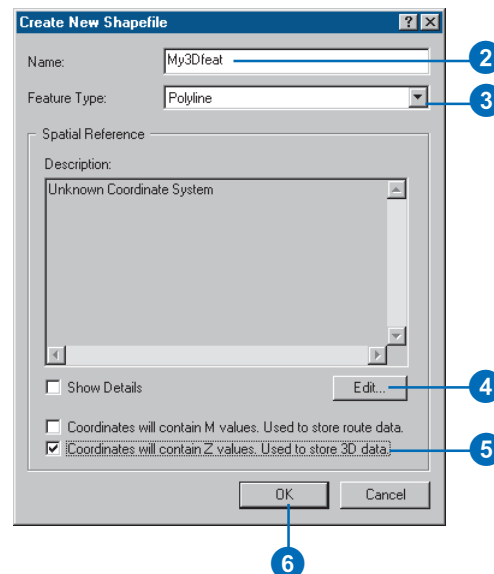 Create New Shapefile
Name: My3Dfeat 2
Feature Type: Polyline 3
Spatial Reference
Description:
Unknown Coordinate System
Show Details Edit... 4
Coordinates will contain M values. Used to store route data.
Coordinates will contain Z values. Used to store 3D data. 5
OK Cancel
6